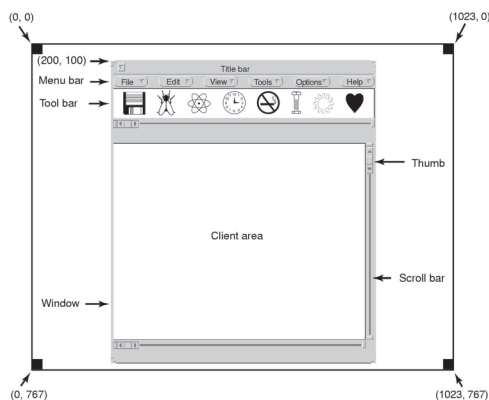 (0, 0)
(1023, 0)
(200, 100)
Title bar
Menu bar
File Edit View Tools Options Help
Tool bar
Thumb
Client area
Scroll bar
Window
(0, 767)
(1023, 767)